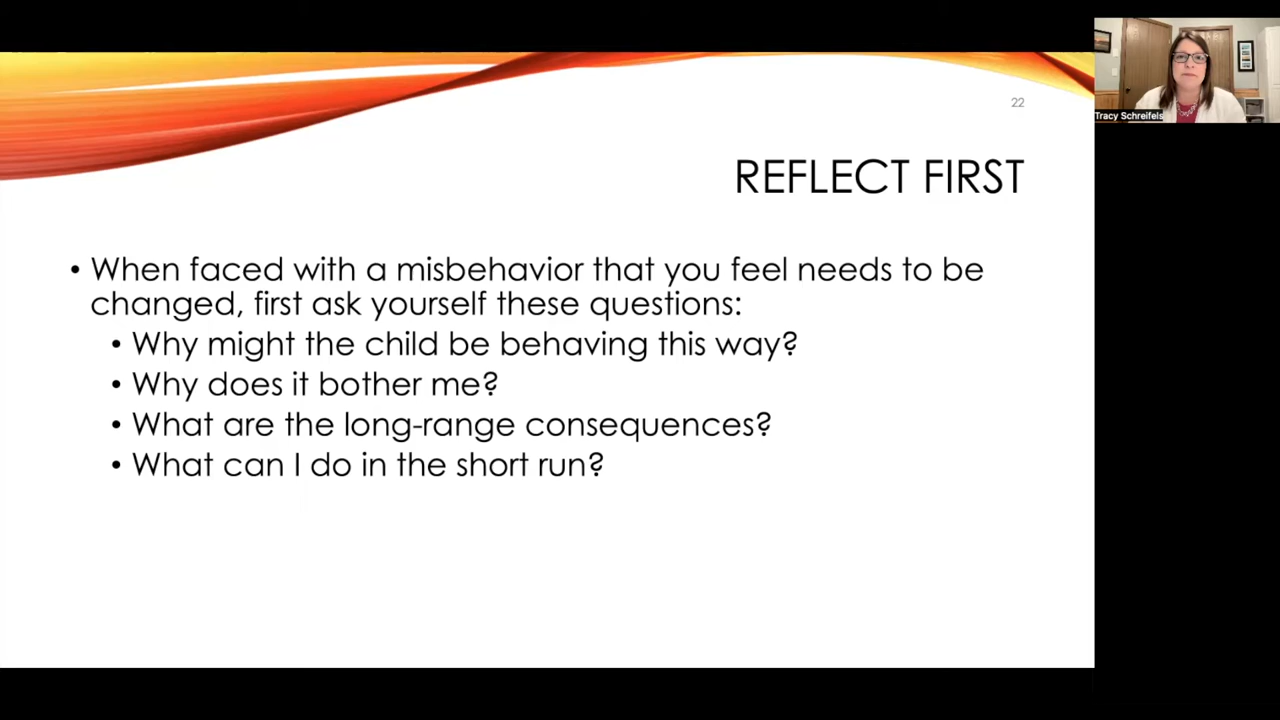 22
REFLECT FIRST
• When faced with a misbehavior that you feel needs to be
changed, first ask yourself these questions:
• Why might the child be behaving this way?
• Why does it bother me?
• What are the long-range consequences?
• What can I do in the short run?
Tracy Schreifels